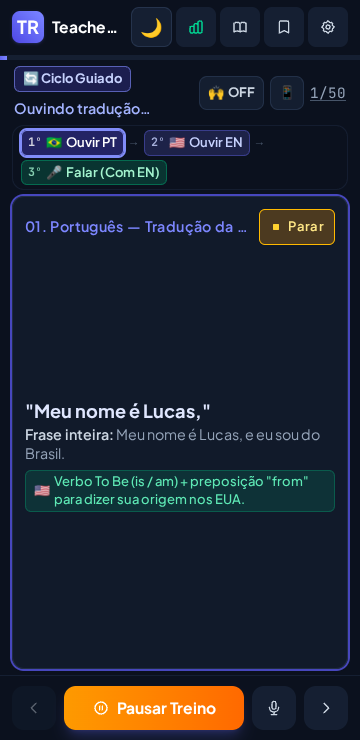 TR Teache…
Ciclo Guiado
Ouvindo tradução…
OFF
1/50
1° Ouvir PT → 2° Ouvir EN →
3° Falar (Com EN)
01. Português — Tradução da …
Parar
"Meu nome é Lucas,"
Frase inteira: Meu nome é Lucas, e eu sou do
Brasil.
Verbo To Be (is / am) + preposição "from"
para dizer sua origem nos EUA.
Pausar Treino